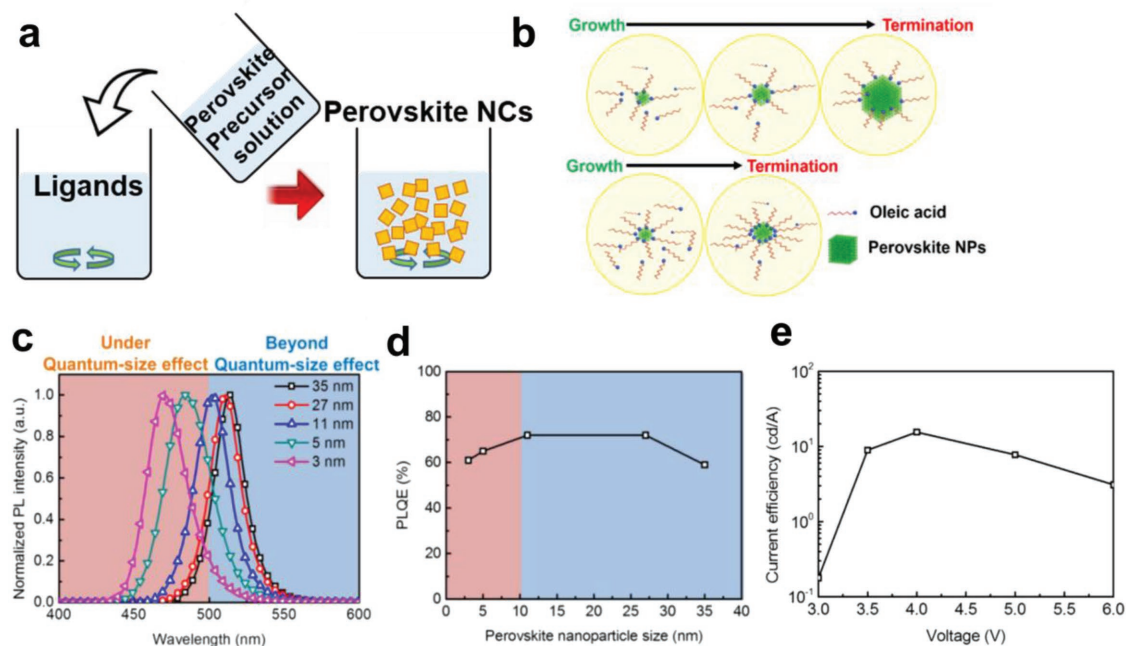 a
Perovskite
Precursor
solution
Ligands
Perovskite NCs
b
Growth
Termination
Growth
Termination
Oleic acid
Perovskite NPs
c
Under
Quantum-size effect
Beyond
Quantum-size effect
Normalized PL intensity (a.u.)
1.0
0.8
0.6
0.4
0.2
0.0
35 nm
27 nm
11 nm
5 nm
3 nm
400
450
500
550
600
Wavelength (nm)
d
PLQE (%)
100
80
60
40
20
0
0
5
10
15
20
25
30
35
40
Perovskite nanoparticle size (nm)
e
Current efficiency (cd/A)
10²
10¹
10⁰
10⁻¹
3.0
3.5
4.0
4.5
5.0
5.5
6.0
Voltage (V)